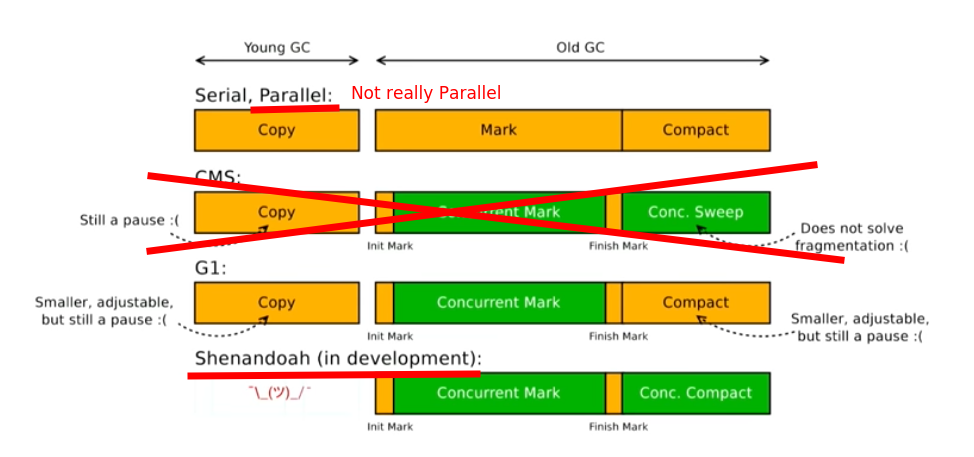 Young GC
Old GC
Serial, Parallel: Not really Parallel
Copy
Mark
Compact
CMS:
Still a pause :(
Copy
Concurrent Mark
Conc. Sweep
Init Mark
Finish Mark
Does not solve
fragmentation :(
G1:
Smaller, adjustable,
but still a pause :(
Copy
Concurrent Mark
Compact
Init Mark
Finish Mark
Smaller, adjustable,
but still a pause :(
Shenandoah (in development):
¯\_(ツ)_/¯
Concurrent Mark
Conc. Compact
Init Mark
Finish Mark